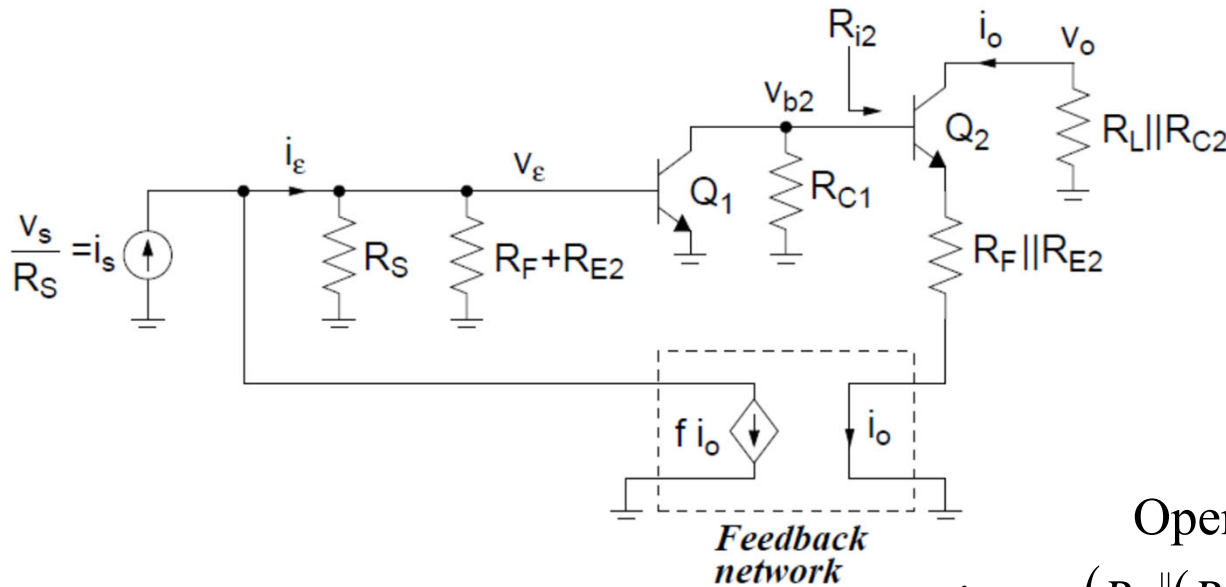 R_i2
i_o
v_o
v_b2
Q_2
R_L||R_C2
i_ε
v_ε
Q_1
R_C1
v_s
R_S
=i_s
R_S
R_F+R_E2
R_F||R_E2
f i_o
i_o
Feedback
network
Open